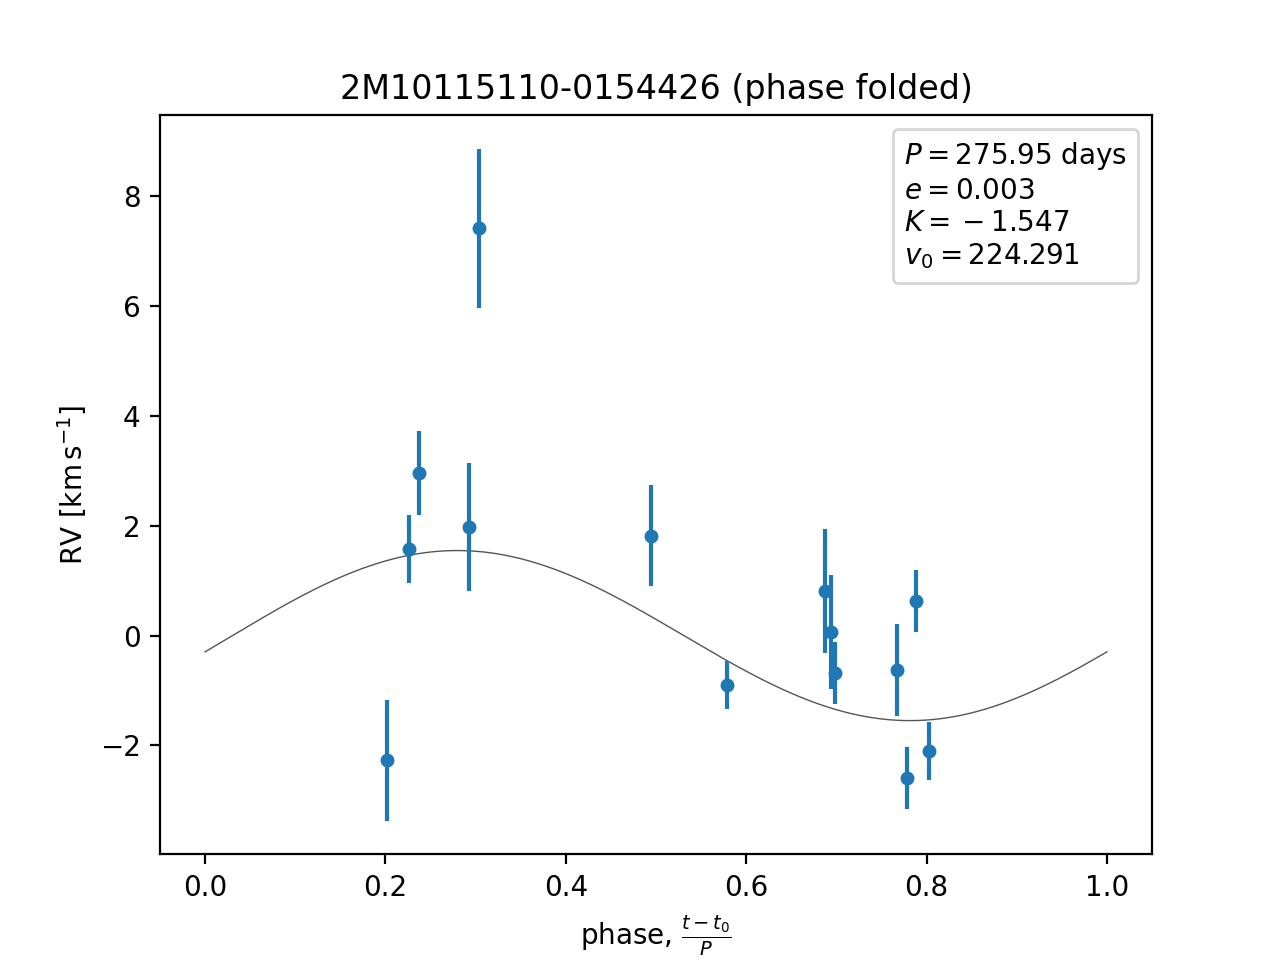 2M10115110-0154426 (phase folded)
P = 275.95 days
e = 0.003
K = −1.547
v₀ = 224.291
RV [km s⁻¹]
8
6
4
2
0
−2
0.0 0.2 0.4 0.6 0.8 1.0
phase, (t − t₀)/P